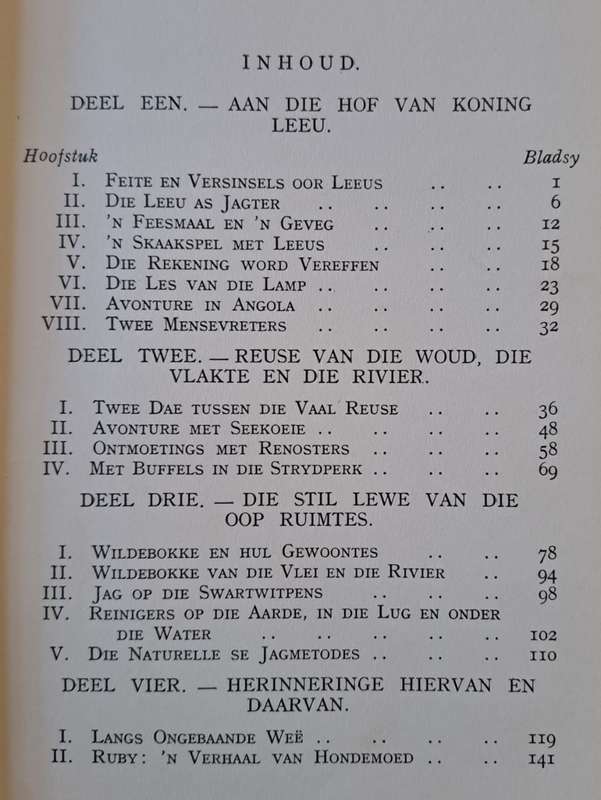 INHOUD.
DEEL EEN. — AAN DIE HOF VAN KONING
LEEU.
Hoofstuk Bladsy
I. Feite en Versinsels oor Leeus .. .. 1
II. Die Leeu as Jagter .. .. .. .. 6
III. 'n Feesmaal en 'n Geveg .. .. .. 12
IV. 'n Skaakspel met Leeus .. .. .. 15
V. Die Rekening word Vereffen .. .. 18
VI. Die Les van die Lamp .. .. .. .. 23
VII. Avonture in Angola .. .. .. .. 29
VIII. Twee Mensevreters .. .. .. .. 32
DEEL TWEE. — REUSE VAN DIE WOUD, DIE
VLAKTE EN DIE RIVIER.
I. Twee Dae tussen die Vaal Reuse .. .. 36
II. Avonture met Seekoeie .. .. .. .. 48
III. Ontmoetings met Renosters .. .. 58
IV. Met Buffels in die Strydperk .. .. .. 69
DEEL DRIE. — DIE STIL LEWE VAN DIE
OOP RUIMTES.
I. Wildebokke en hul Gewoontes .. .. 78
II. Wildebokke van die Vlei en die Rivier .. 94
III. Jag op die Swartwitpens .. .. .. 98
IV. Reinigers op die Aarde, in die Lug en onder
die Water .. .. .. .. .. 102
V. Die Naturelle se Jagmetodes .. .. .. 110
DEEL VIER. — HERINNERINGE HIERVAN EN
DAARVAN.
I. Langs Ongebaande Weë .. .. .. .. 119
II. Ruby: 'n Verhaal van Hondemoed .. .. 141